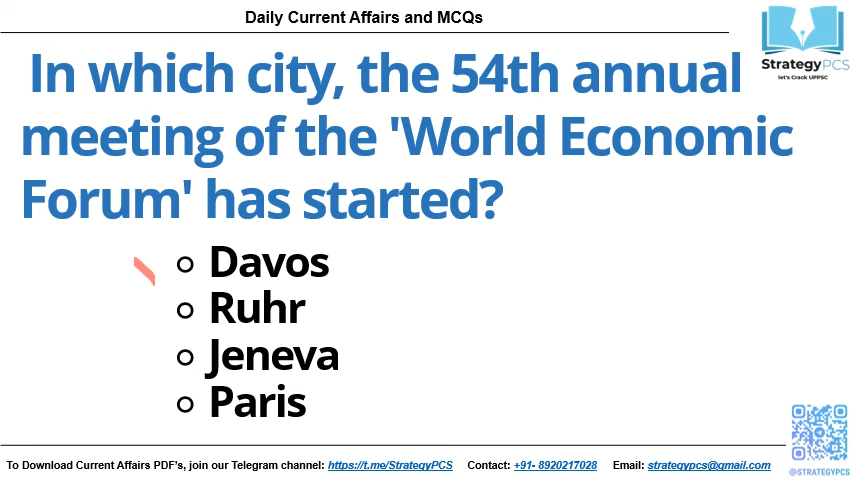 Daily Current Affairs and MCQs
StrategyPCS
let's Crack UPPSC
In which city, the 54th annual
meeting of the 'World Economic
Forum' has started?
Davos
Ruhr
Jeneva
Paris
To Download Current Affairs PDF's, join our Telegram channel: https://t.me/StrategyPCS Contact: +91- 8920217028 Email: strategypcs@gmail.com
@STRATEGYPCS